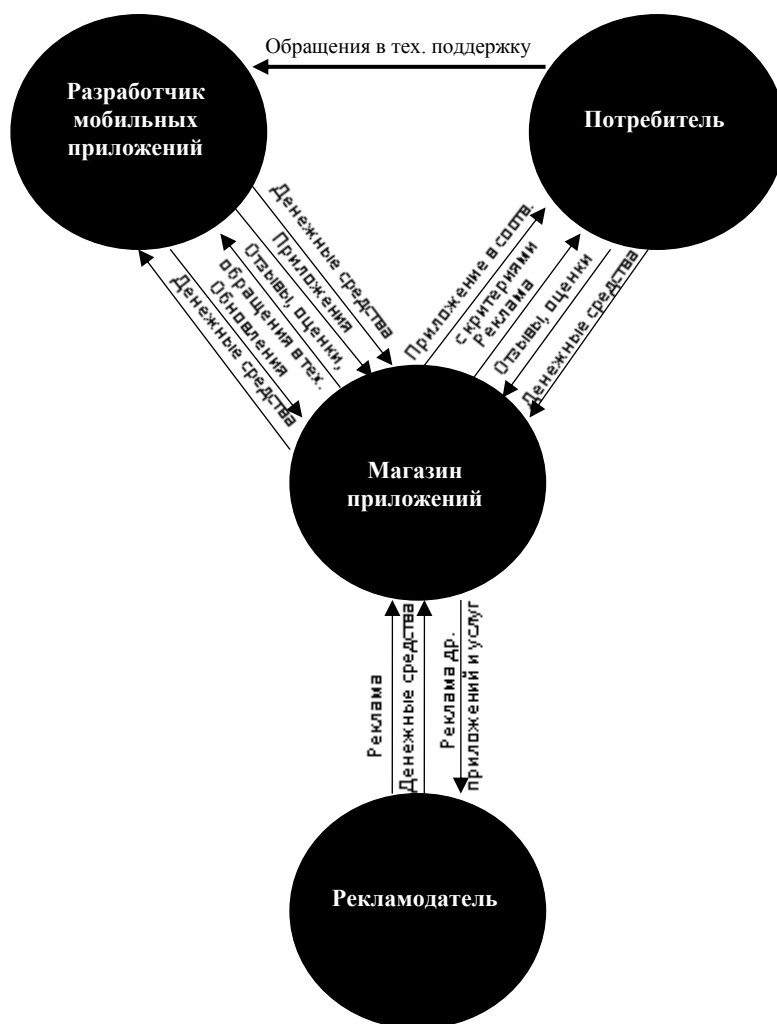 Обращения в тех. поддержку
Разработчик
мобильных
приложений
Потребитель
Денежные средства
Приложения
Отзывы, оценки,
обращения в тех.
Обновления
Денежные средства
Приложение в соотв.
с критериями
Реклама
Отзывы, оценки
Денежные средства
Магазин
приложений
Реклама
Денежные средства
Реклама др.
приложений и услуг
Рекламодатель